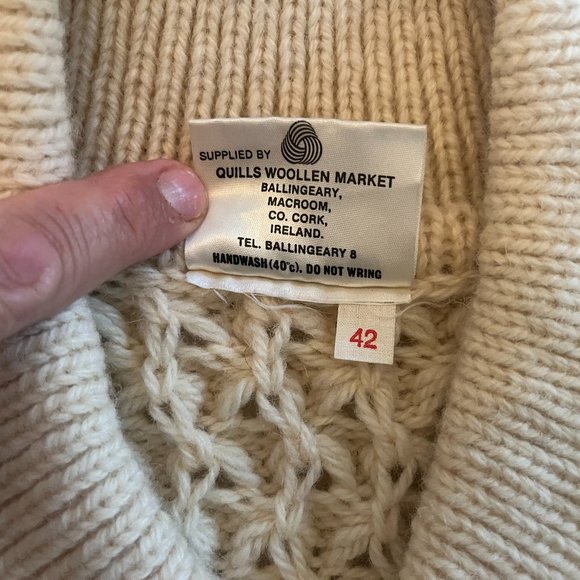 SUPPLIED BY
QUILLS WOOLLEN MARKET
BALLINGEARY,
MACROOM,
CO. CORK,
IRELAND.
TEL. BALLINGEARY 8
HANDWASH (40°c). DO NOT WRING
42